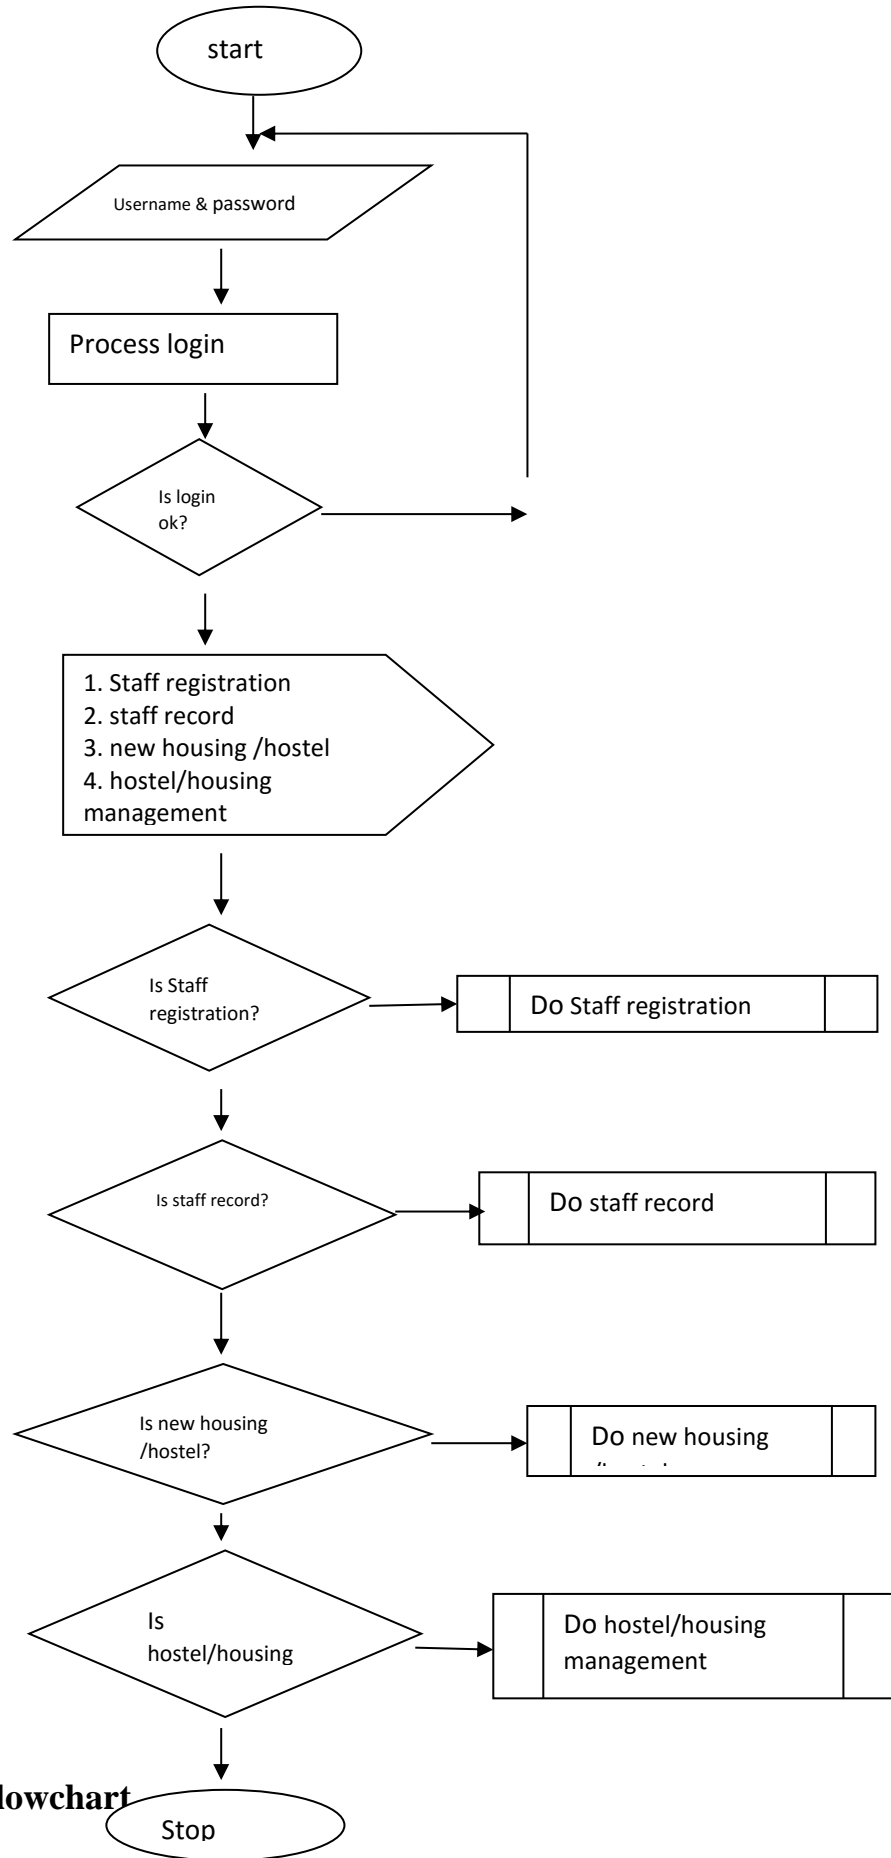 start
Username & password
Process login
Is login
ok?
1. Staff registration
2. staff record
3. new housing /hostel
4. hostel/housing
management
Is Staff
registration?
Do Staff registration
Is staff record?
Do staff record
Is new housing
/hostel?
Do new housing
Is
hostel/housing
Do hostel/housing
management
lowchart
Stop